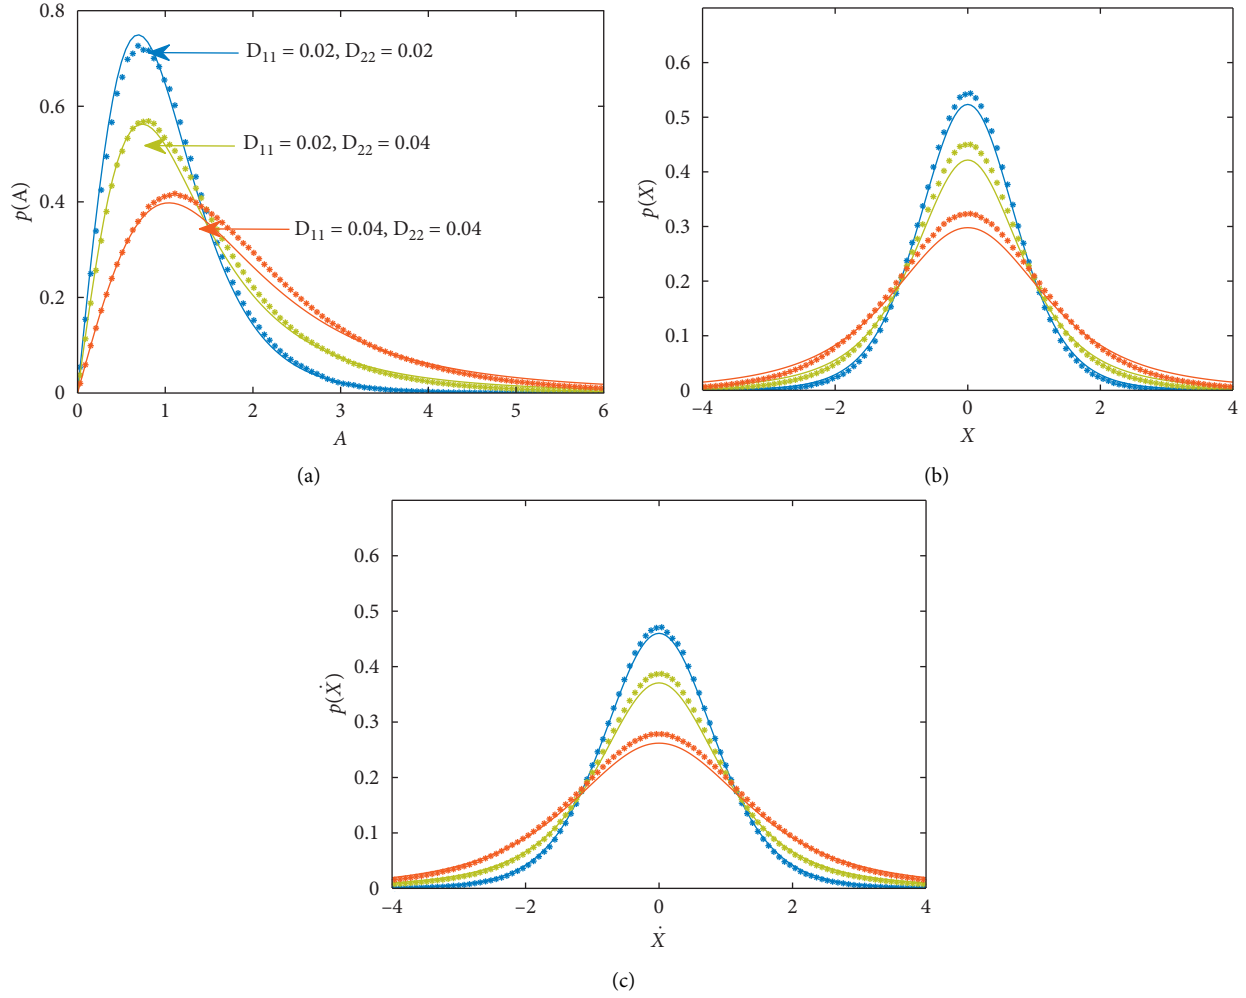 0.8
0.6
0.4
0.2
0
p(A)
D11 = 0.02, D22 = 0.02
D11 = 0.02, D22 = 0.04
D11 = 0.04, D22 = 0.04
0 1 2 3 4 5 6
A
(a)
0.6
0.5
0.4
0.3
0.2
0.1
0
p(X)
–4 –2 0 2 4
X
(b)
0.6
0.5
0.4
0.3
0.2
0.1
0
p(Ẋ)
–4 –2 0 2 4
Ẋ
(c)